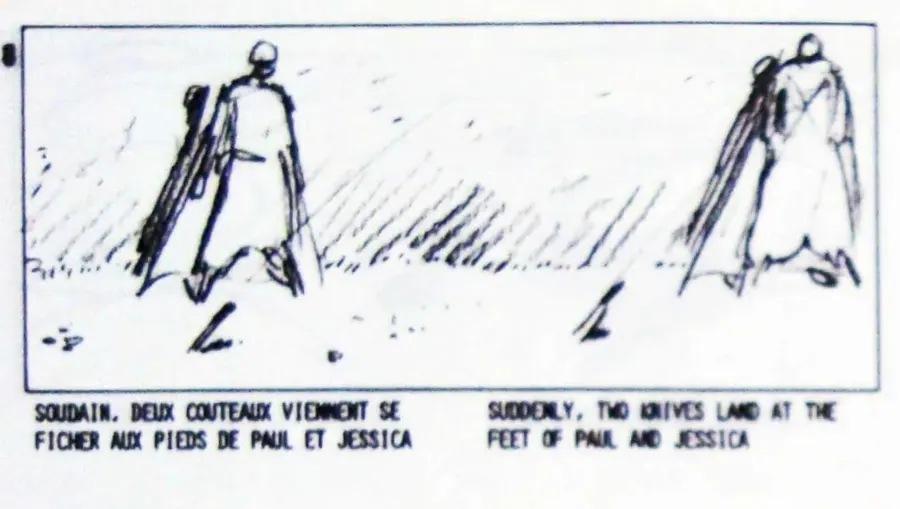 8
SOUDAIN, DEUX COUTEAUX VIENNENT SE
FICHER AUX PIEDS DE PAUL ET JESSICA
SUDDENLY, TWO KNIVES LAND AT THE
FEET OF PAUL AND JESSICA